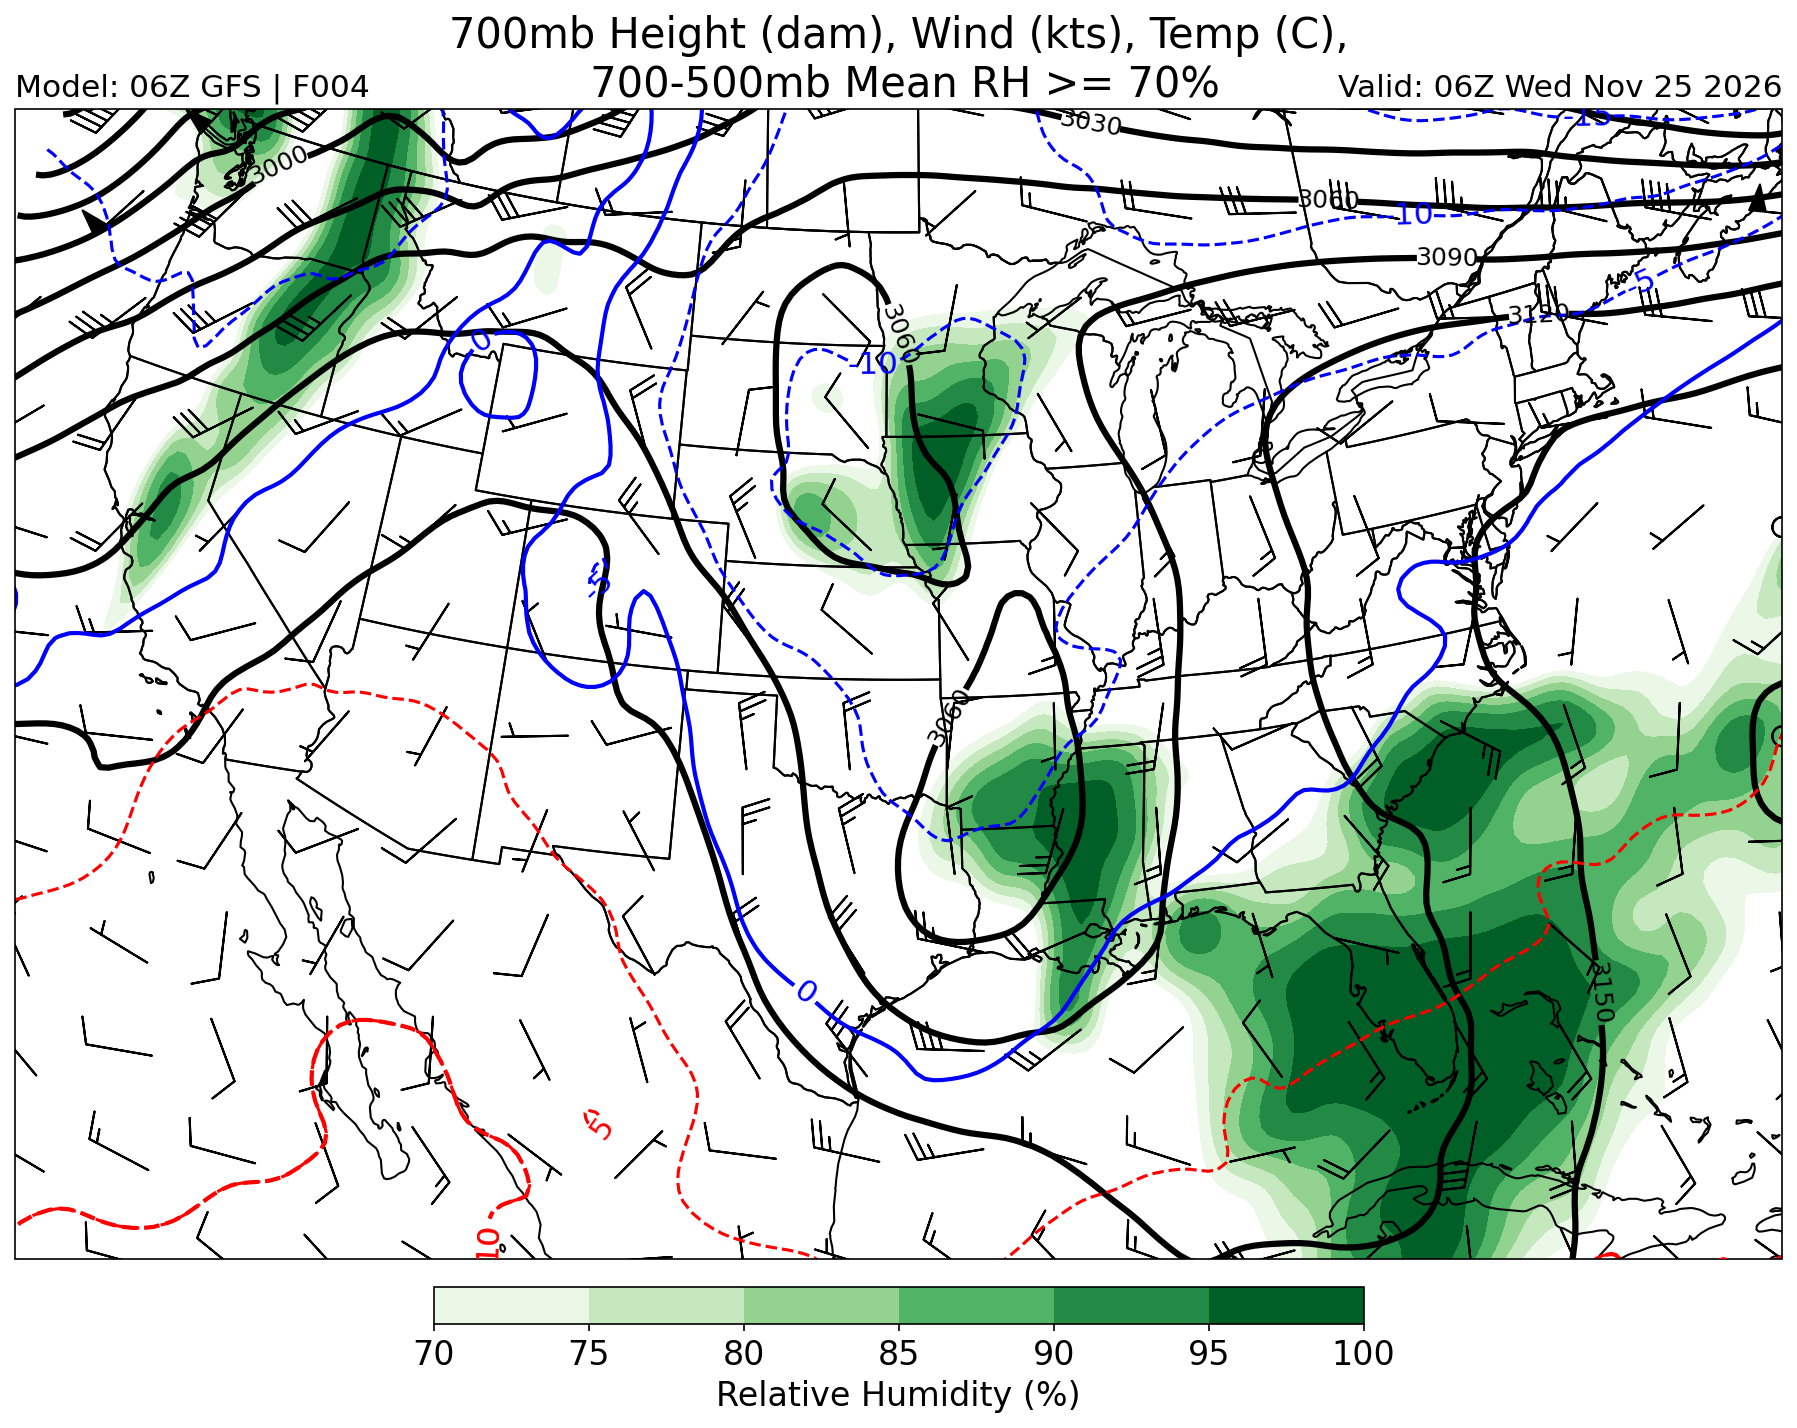 700mb Height (dam), Wind (kts), Temp (C),
700-500mb Mean RH >= 70%
Model: 06Z GFS | F004
Valid: 06Z Wed Nov 25 2026
3030
-15
3000
3060
-10
3090
-5
3120
3060
0
-10
-5
3060
0
3150
5
10
70 75 80 85 90 95 100
Relative Humidity (%)